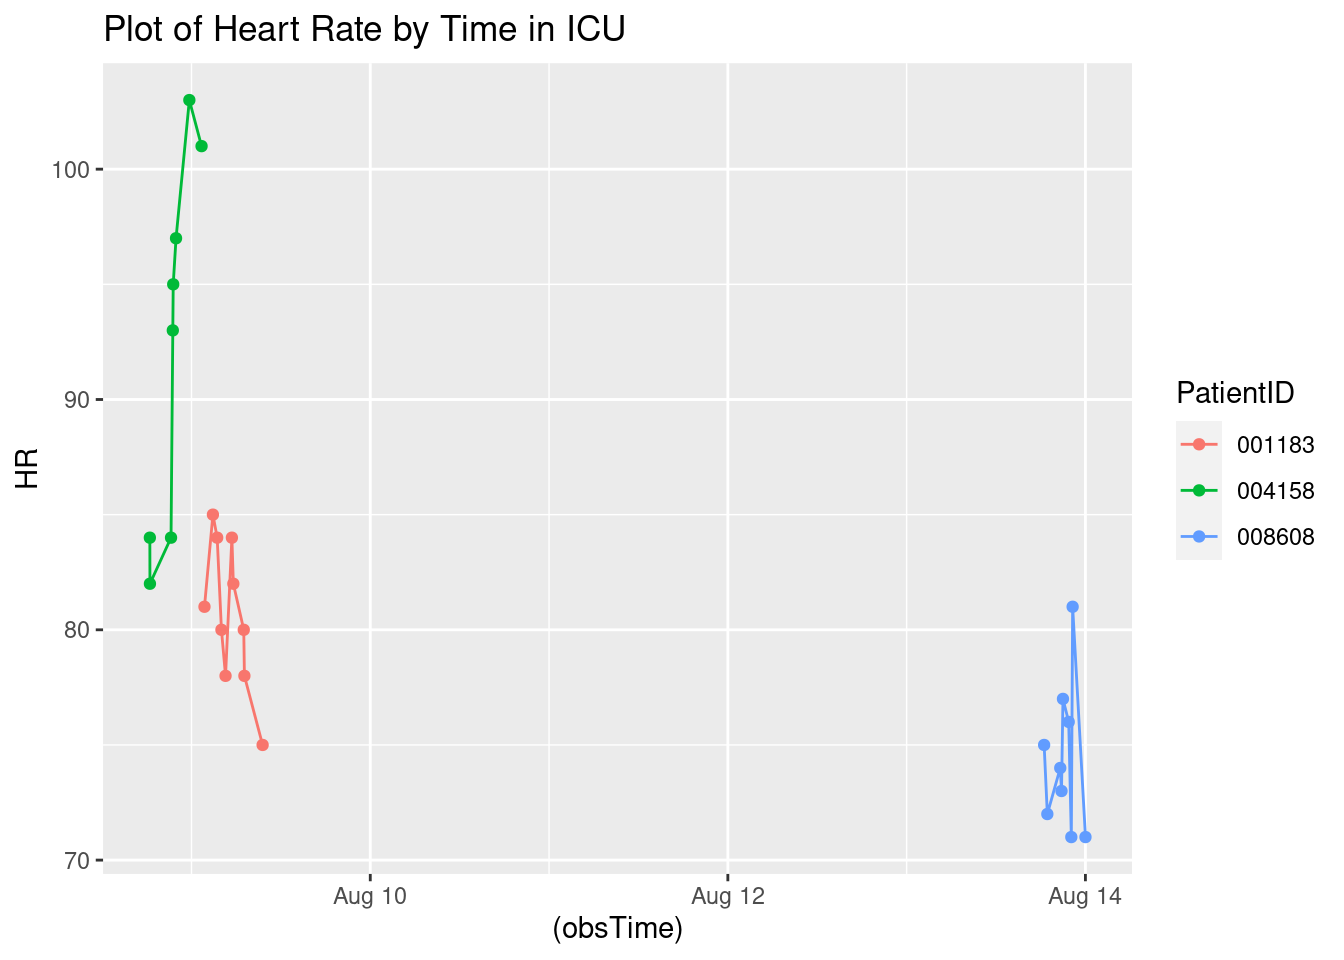 Plot of Heart Rate by Time in ICU
100
90
80
70
HR
Aug 10
Aug 12
Aug 14
(obsTime)
PatientID
001183
004158
008608